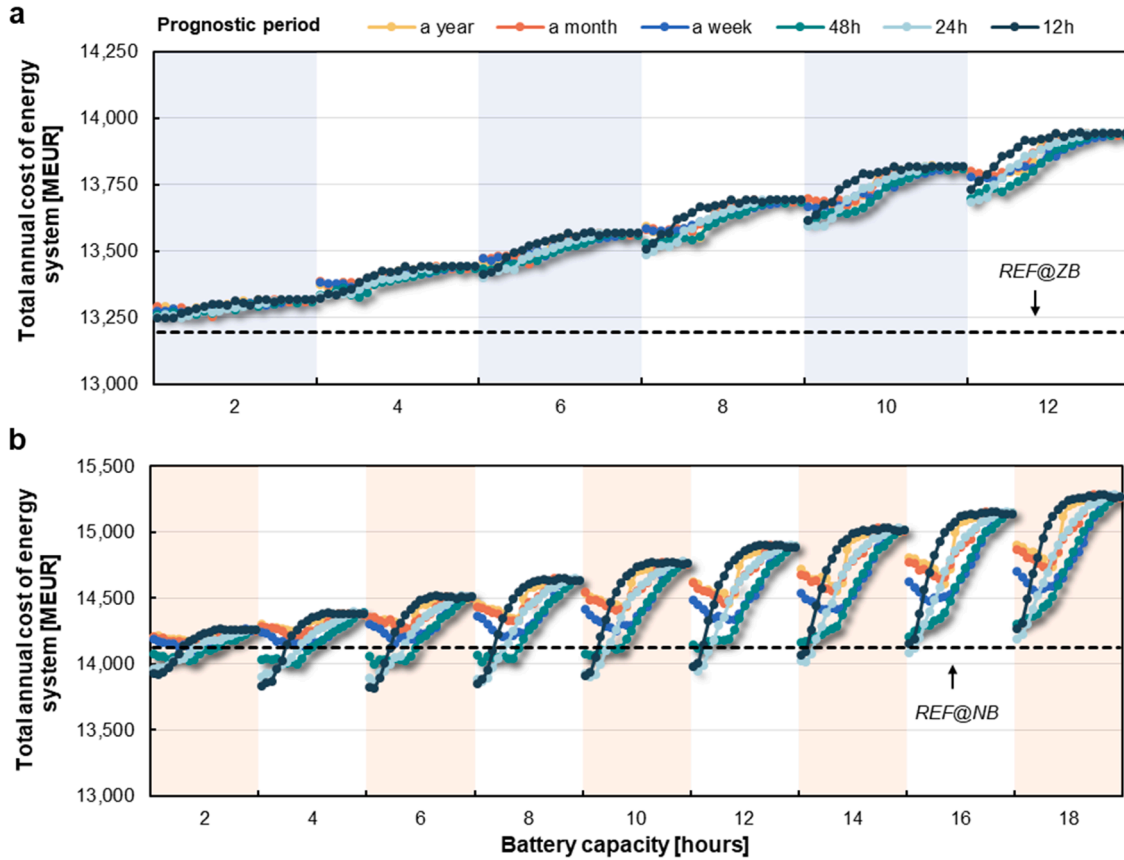 a
Prognostic period a year a month a week 48h 24h 12h
Total annual cost of energy
system [MEUR]
14,250
14,000
13,750
13,500
13,250
13,000
REF@ZB
2 4 6 8 10 12
b
Total annual cost of energy
system [MEUR]
15,500
15,000
14,500
14,000
13,500
13,000
REF@NB
2 4 6 8 10 12 14 16 18
Battery capacity [hours]